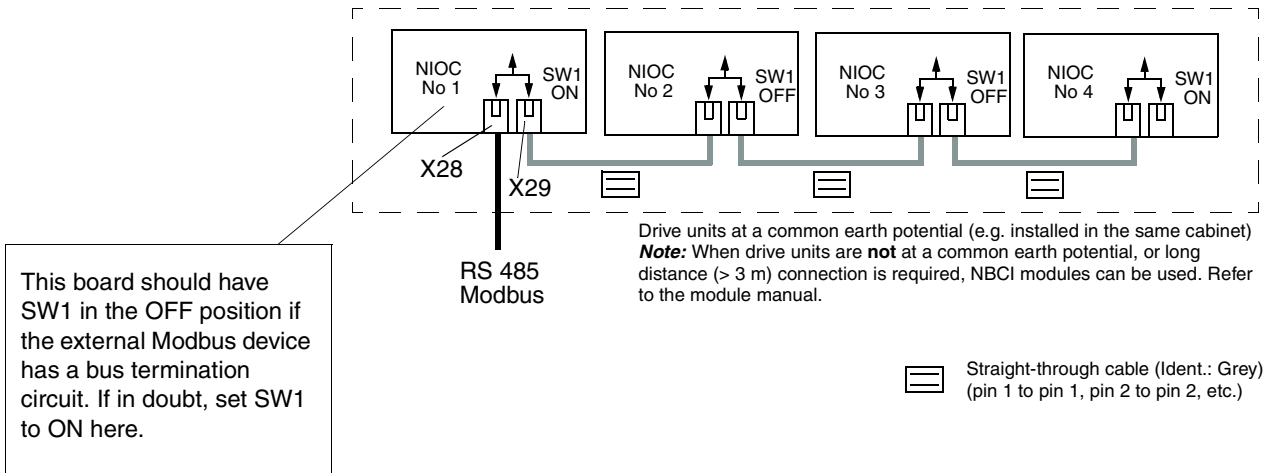 NIOC
No 1
SW1
ON
NIOC
No 2
SW1
OFF
NIOC
No 3
SW1
OFF
NIOC
No 4
SW1
ON
X28
X29
RS 485
Modbus
Drive units at a common earth potential (e.g. installed in the same cabinet)
Note: When drive units are not at a common earth potential, or long
distance (> 3 m) connection is required, NBCI modules can be used. Refer
to the module manual.
This board should have
SW1 in the OFF position if
the external Modbus device
has a bus termination
circuit. If in doubt, set SW1
to ON here.
Straight-through cable (Ident.: Grey)
(pin 1 to pin 1, pin 2 to pin 2, etc.)